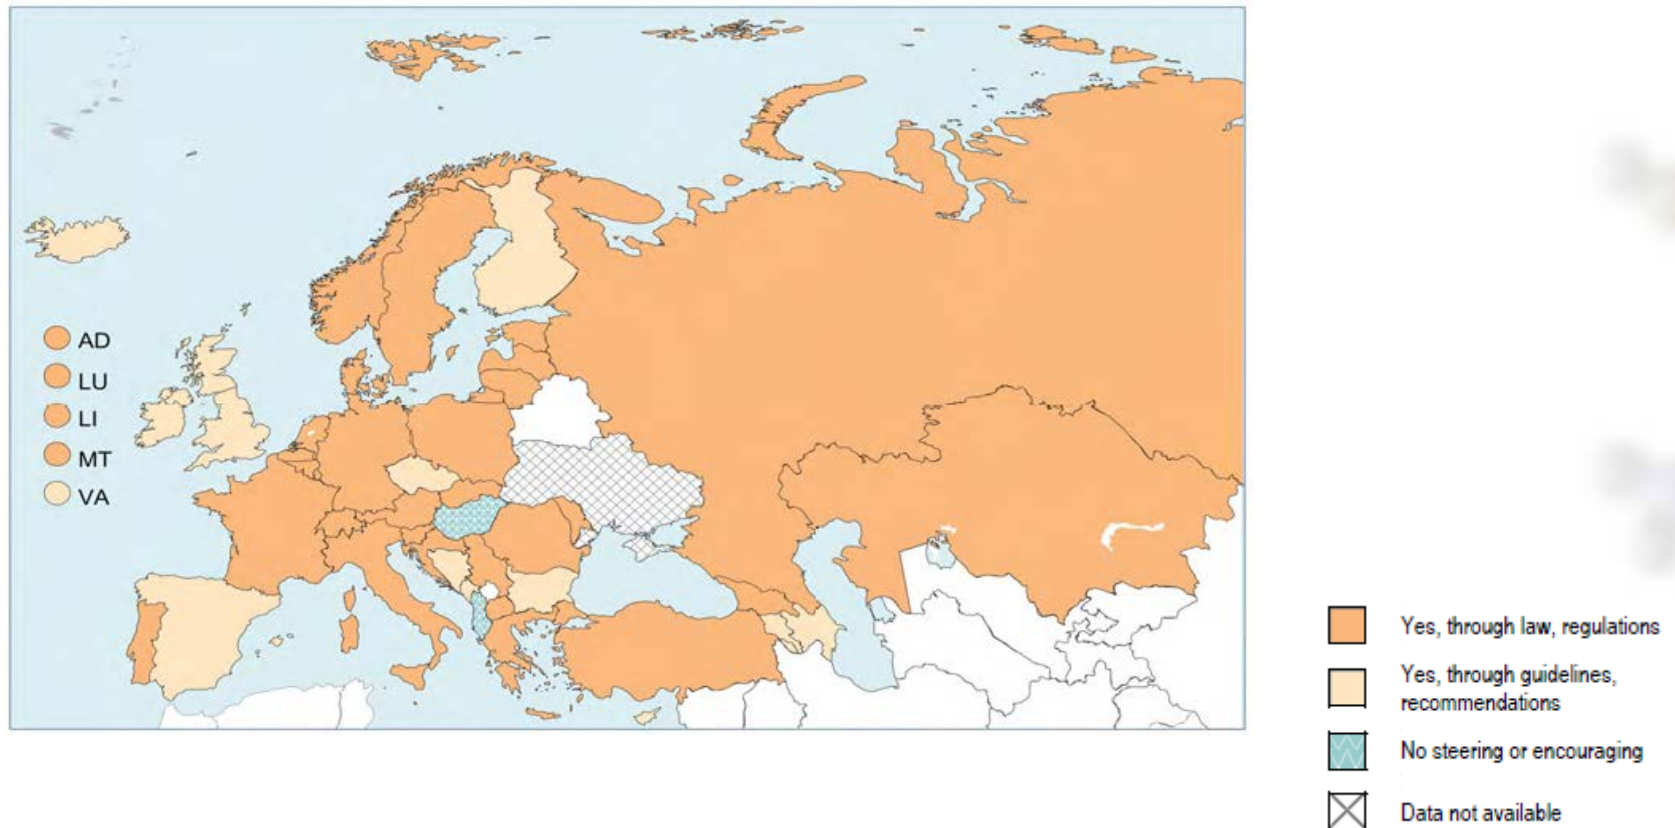 AD
LU
LI
MT
VA
Yes, through law, regulations
Yes, through guidelines,
recommendations
No steering or encouraging
Data not available